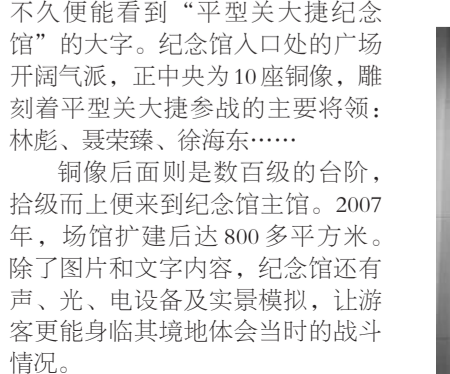 不久便能看到“平型关大捷纪念
馆”的大字。纪念馆入口处的广场
开阔气派，正中央为10座铜像，雕
刻着平型关大捷参战的主要将领：
林彪、聂荣臻、徐海东……
铜像后面则是数百级的台阶，
拾级而上便来到纪念馆主馆。2007
年，场馆扩建后达800多平方米。
除了图片和文字内容，纪念馆还有
声、光、电设备及实景模拟，让游
客更能身临其境地体会当时的战斗
情况。